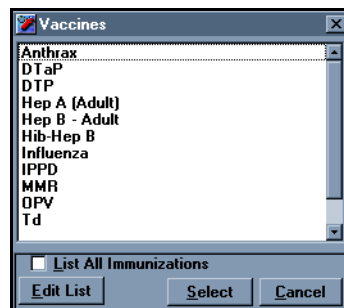 Vaccines
Anthrax
DTaP
DTP
Hep A (Adult)
Hep B - Adult
Hib-Hep B
Influenza
IPPD
MMR
OPV
Td
List All Immunizations
Edit List Select Cancel